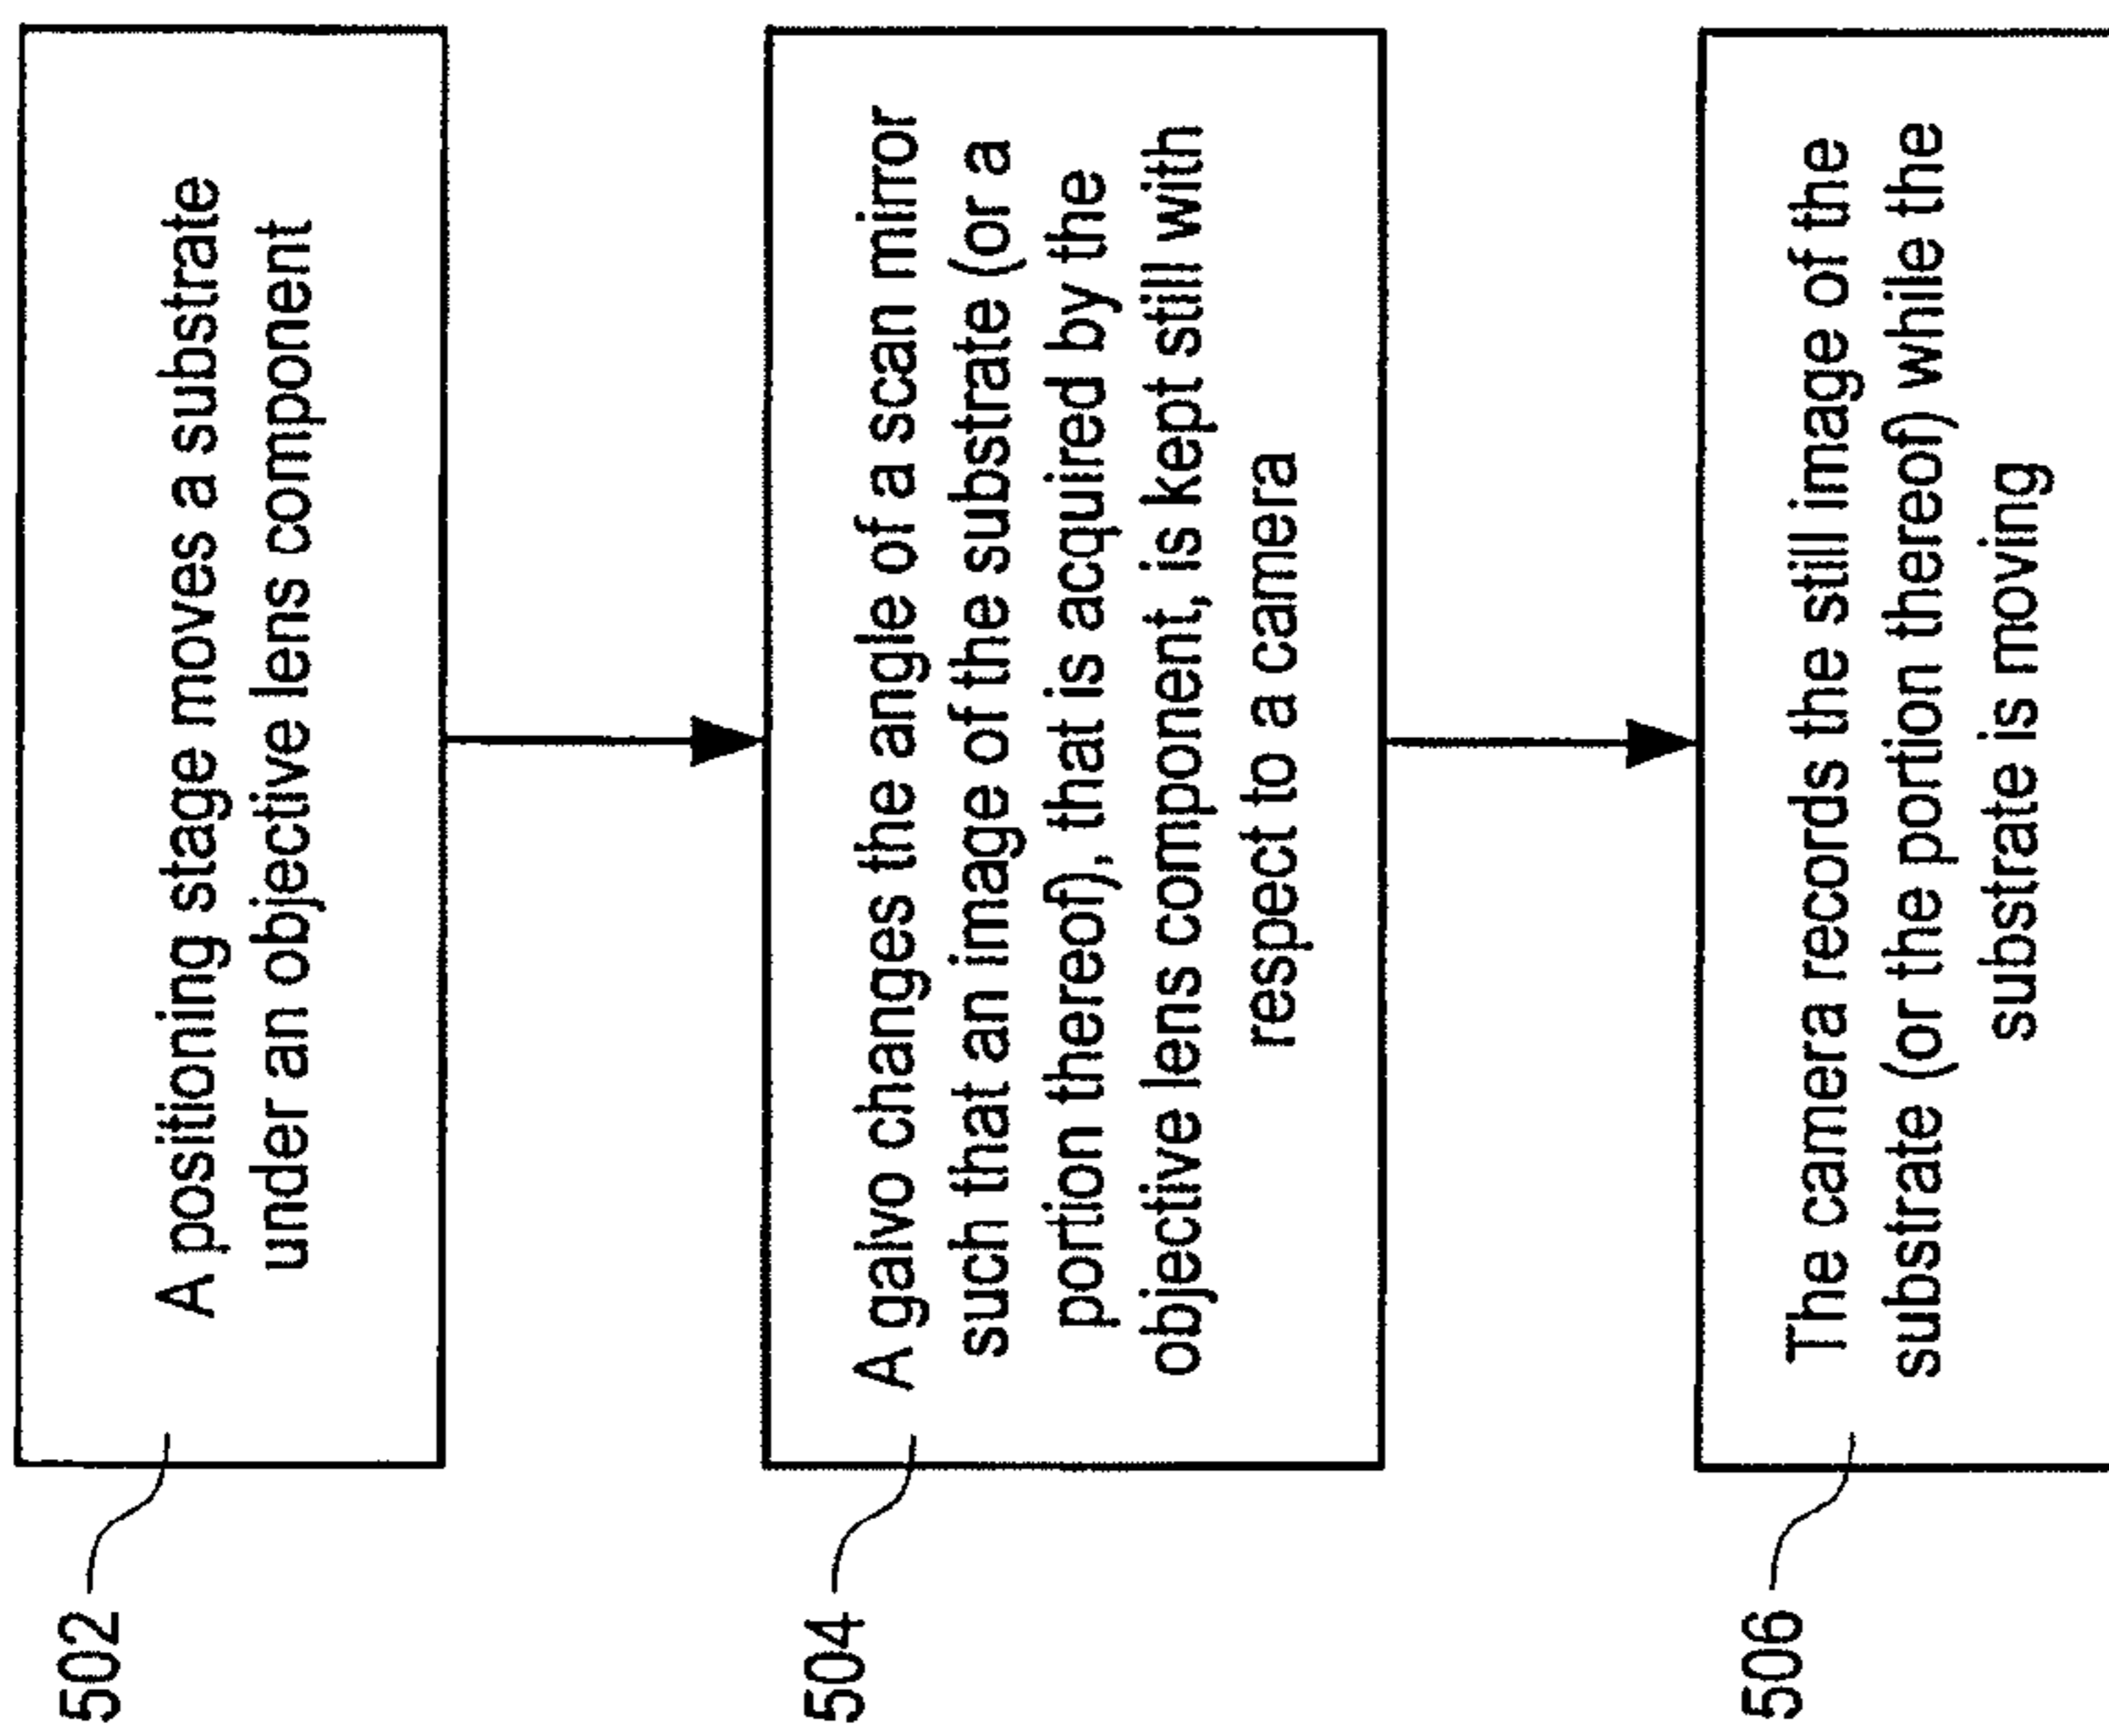 502
A positioning stage moves a substrate
under an objective lens component
504
A galvo changes the angle of a scan mirror
such that an image of the substrate (or a
portion thereof), that is acquired by the
objective lens component, is kept still with
respect to a camera
506
The camera records the still image of the
substrate (or the portion thereof) while the
substrate is moving